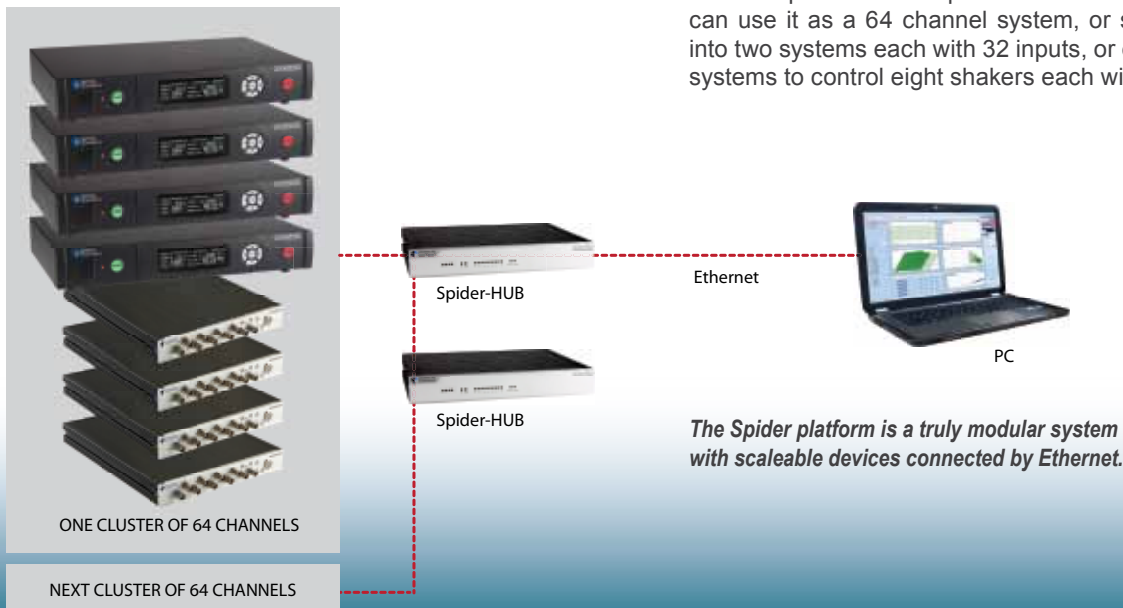 can use it as a 64 channel system, or
into two systems each with 32 inputs, or
systems to control eight shakers each
Spider-HUB
Ethernet
PC
Spider-HUB
The Spider platform is a truly modular system
with scaleable devices connected by Ethernet.
ONE CLUSTER OF 64 CHANNELS
NEXT CLUSTER OF 64 CHANNELS